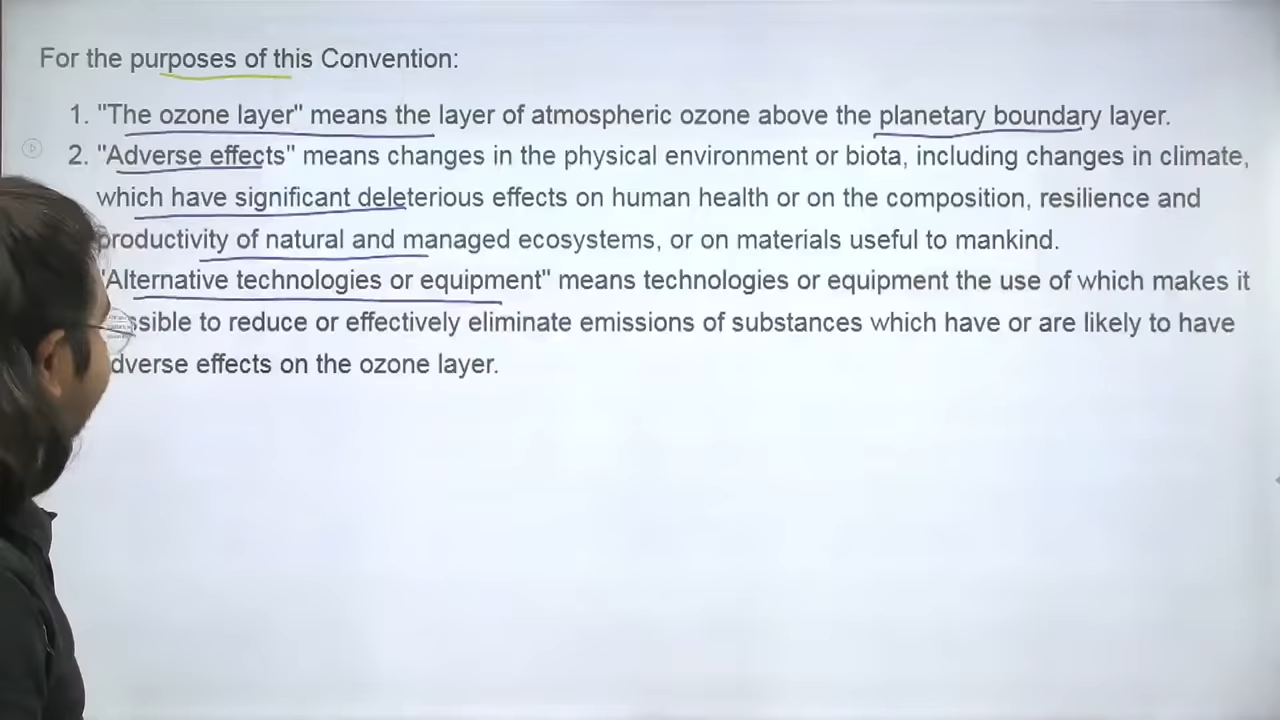 For the purposes of this Convention:
1. "The ozone layer" means the layer of atmospheric ozone above the planetary boundary layer.
2. "Adverse effects" means changes in the physical environment or biota, including changes in climate,
which have significant deleterious effects on human health or on the composition, resilience and
productivity of natural and managed ecosystems, or on materials useful to mankind.
"Alternative technologies or equipment" means technologies or equipment the use of which makes it
ssible to reduce or effectively eliminate emissions of substances which have or are likely to have
dverse effects on the ozone layer.